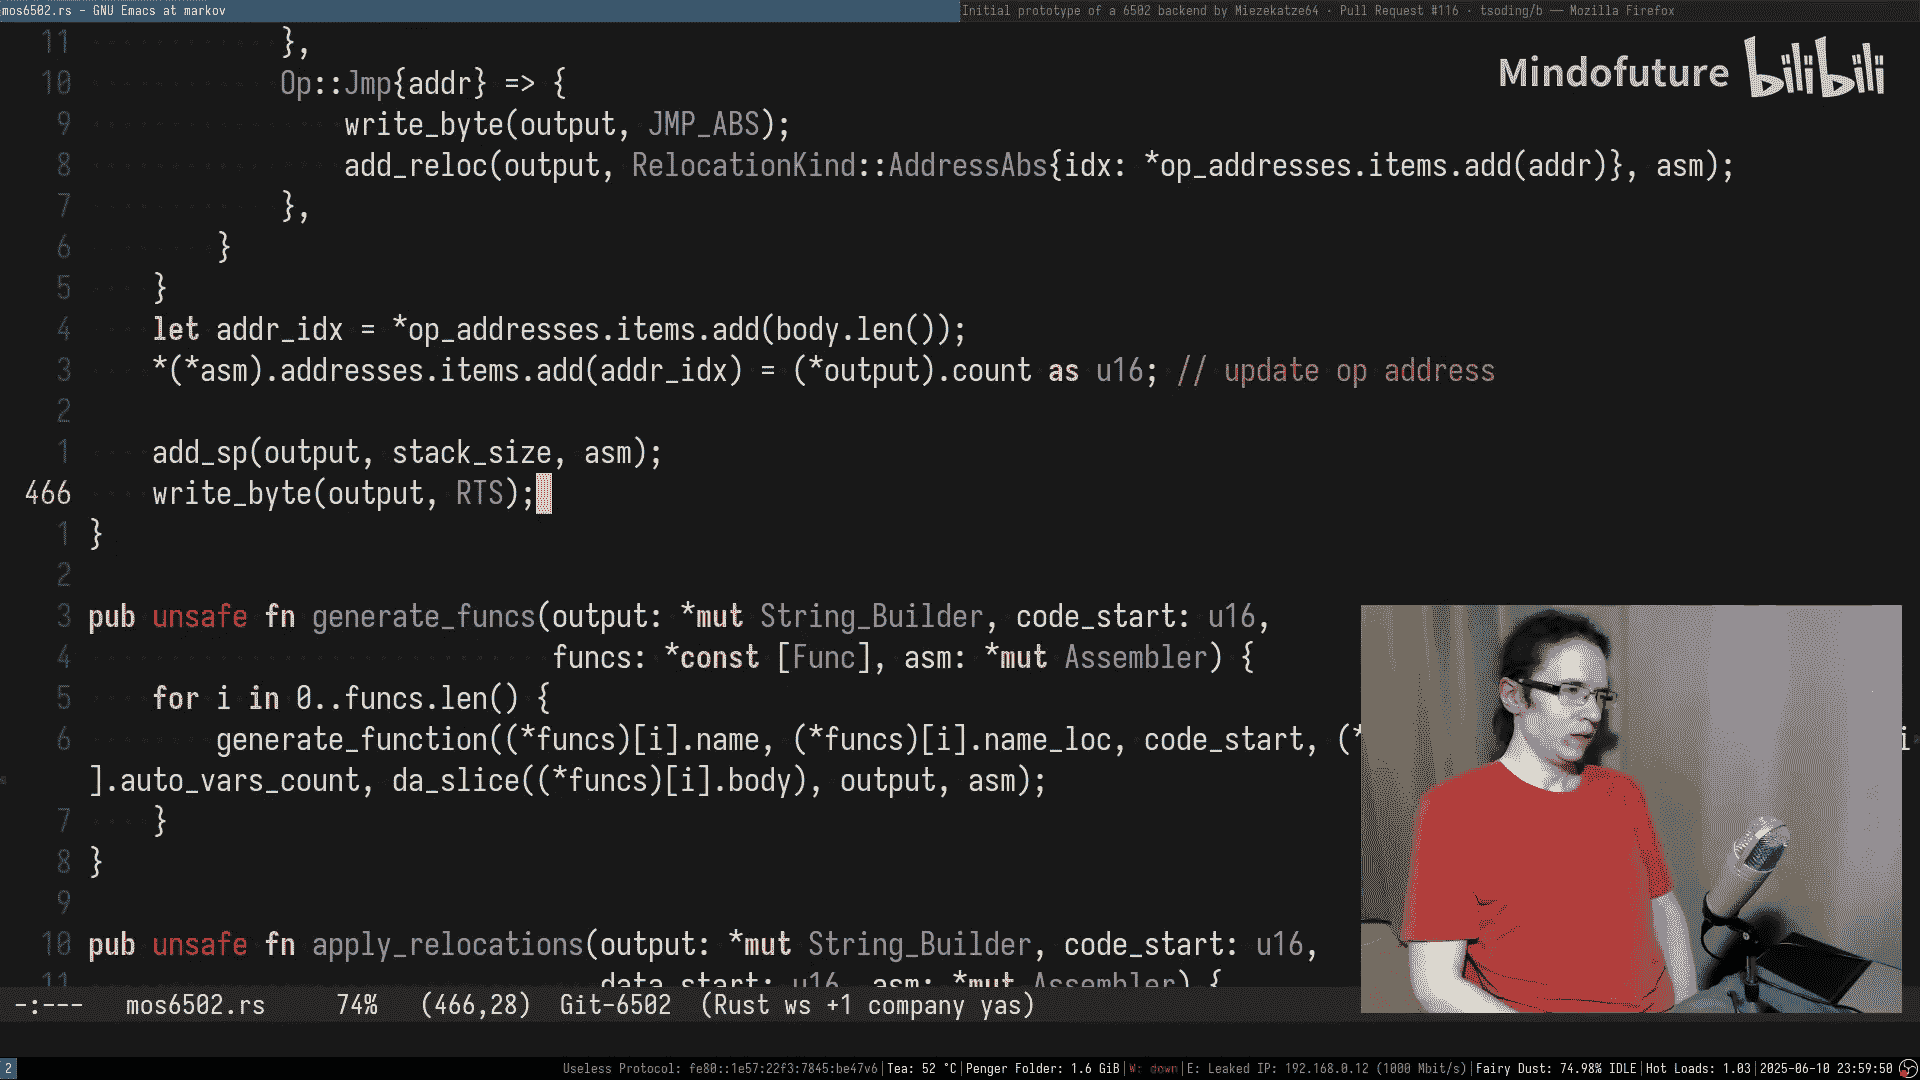 mos6502.rs - GNU Emacs at markov
Initial prototype of a 6502 backend by Miezekatze64 · Pull Request #116 · tsoding/b — Mozilla Firefox
Mindofuture bilibili
11 },
10 Op::Jmp{addr} => {
9 write_byte(output, JMP_ABS);
8 add_reloc(output, RelocationKind::AddressAbs{idx: *op_addresses.items.add(addr)}, asm);
7 },
6 }
5 }
4 let addr_idx = *op_addresses.items.add(body.len());
3 *(*asm).addresses.items.add(addr_idx) = (*output).count as u16; // update op address
2
1 add_sp(output, stack_size, asm);
466 write_byte(output, RTS);
1 }
2
3 pub unsafe fn generate_funcs(output: *mut String_Builder, code_start: u16,
4 funcs: *const [Func], asm: *mut Assembler) {
5 for i in 0..funcs.len() {
6 generate_function((*funcs)[i].name, (*funcs)[i].name_loc, code_start, (* i
].auto_vars_count, da_slice((*funcs)[i].body), output, asm);
7 }
8 }
9
10 pub unsafe fn apply_relocations(output: *mut String_Builder, code_start: u16,
11 data_start: u16, asm: *mut Assembler) {
-:--- mos6502.rs 74% (466,28) Git-6502 (Rust ws +1 company yas)
2 Useless Protocol: fe80::1e57:22f3:7845:be47v6|Tea: 52 °C|Penger Folder: 1.6 GiB|W: down|E: Leaked IP: 192.168.0.12 (1000 Mbit/s)|Fairy Dust: 74.98% IDLE|Hot Loads: 1.03|2025-06-10 23:59:50